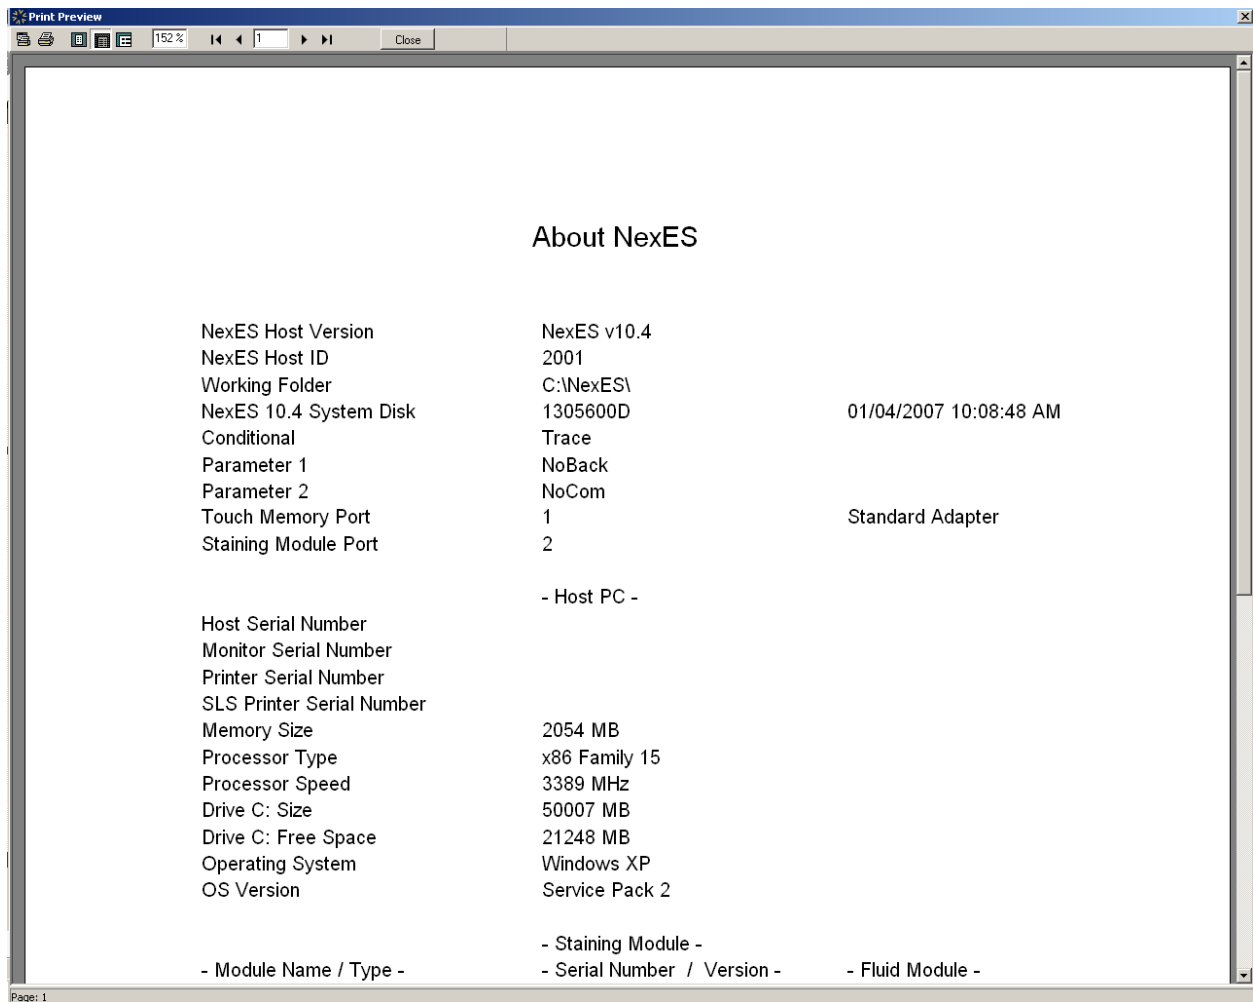 Print Preview
152 % 1 Close
About NexES
NexES Host Version NexES v10.4
NexES Host ID 2001
Working Folder C:\NexES\
NexES 10.4 System Disk 1305600D 01/04/2007 10:08:48 AM
Conditional Trace
Parameter 1 NoBack
Parameter 2 NoCom
Touch Memory Port 1 Standard Adapter
Staining Module Port 2
- Host PC -
Host Serial Number
Monitor Serial Number
Printer Serial Number
SLS Printer Serial Number
Memory Size 2054 MB
Processor Type x86 Family 15
Processor Speed 3389 MHz
Drive C: Size 50007 MB
Drive C: Free Space 21248 MB
Operating System Windows XP
OS Version Service Pack 2
- Staining Module -
- Module Name / Type - - Serial Number / Version - - Fluid Module -
Page: 1